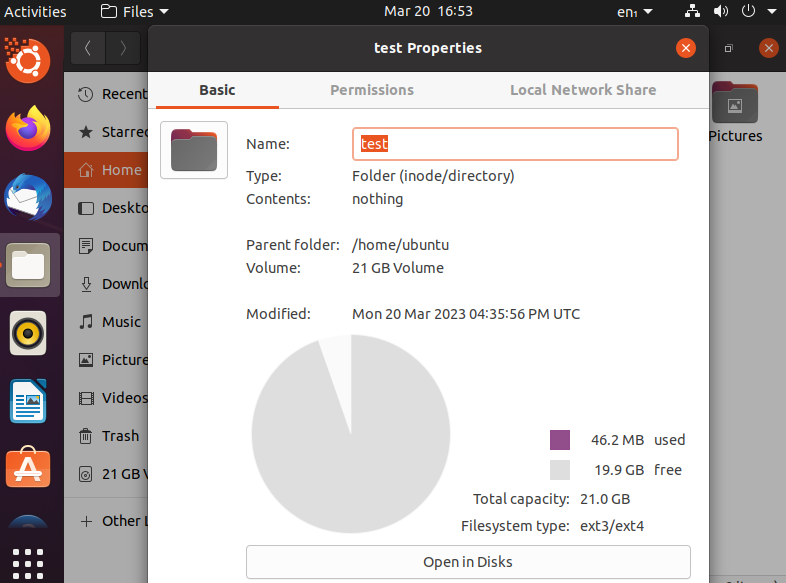 Activities Files Mar 20 16:53 en₁
test Properties
Basic Permissions Local Network Share
Recent
Starred
Home
Deskto
Docum
Downlo
Music
Picture
Videos
Trash
21 GB V
Other L
Name: test
Type: Folder (inode/directory)
Contents: nothing
Parent folder: /home/ubuntu
Volume: 21 GB Volume
Modified: Mon 20 Mar 2023 04:35:56 PM UTC
46.2 MB used
19.9 GB free
Total capacity: 21.0 GB
Filesystem type: ext3/ext4
Open in Disks
Pictures